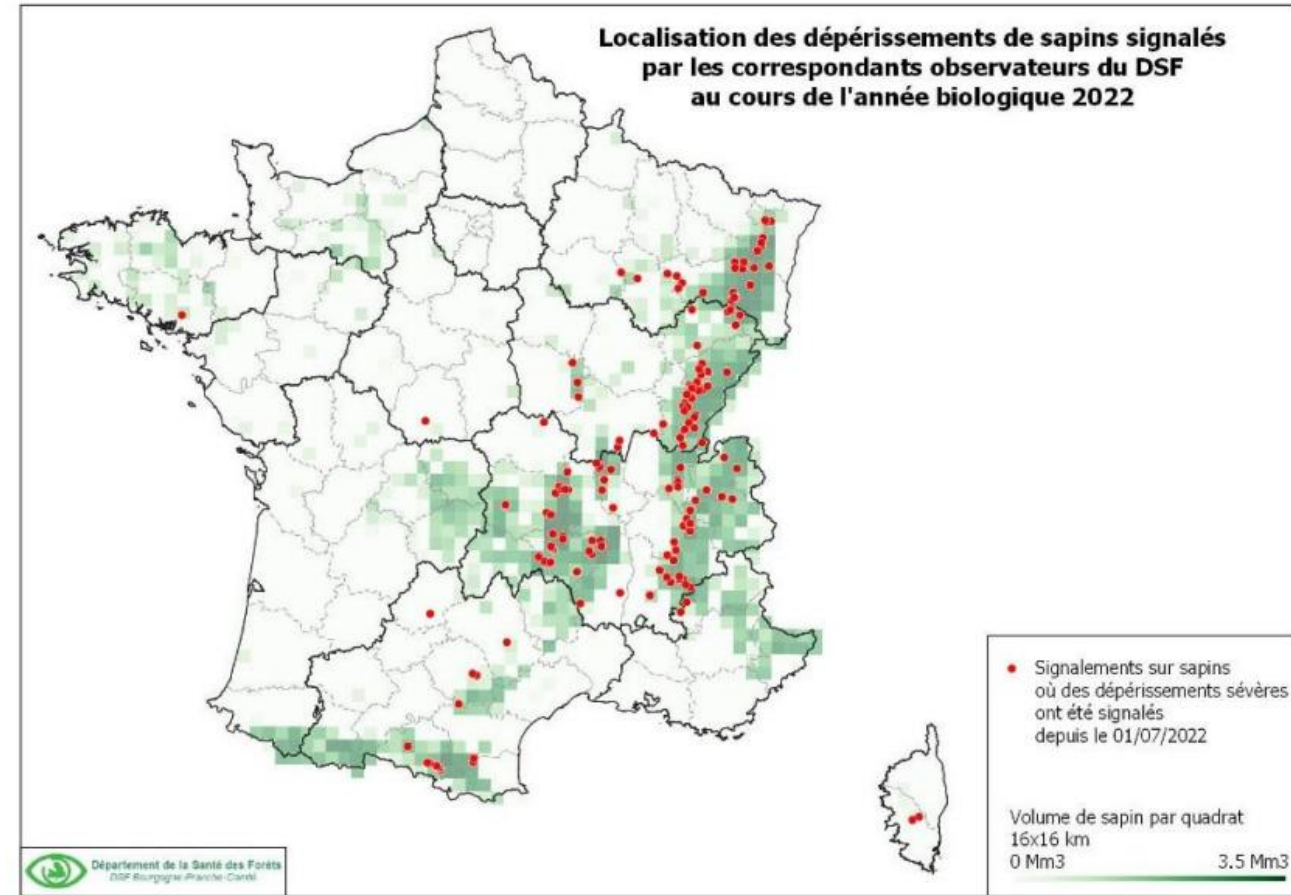 Localisation des dépérissements de sapins signalés
par les correspondants observateurs du DSF
au cours de l'année biologique 2022
Signalements sur sapins
où des dépérissements sévères
ont été signalés
depuis le 01/07/2022
Volume de sapin par quadrat
16x16 km
0 Mm3 3.5 Mm3
Département de la Santé des Forêts
DSF Bourgogne-Franche-Comté